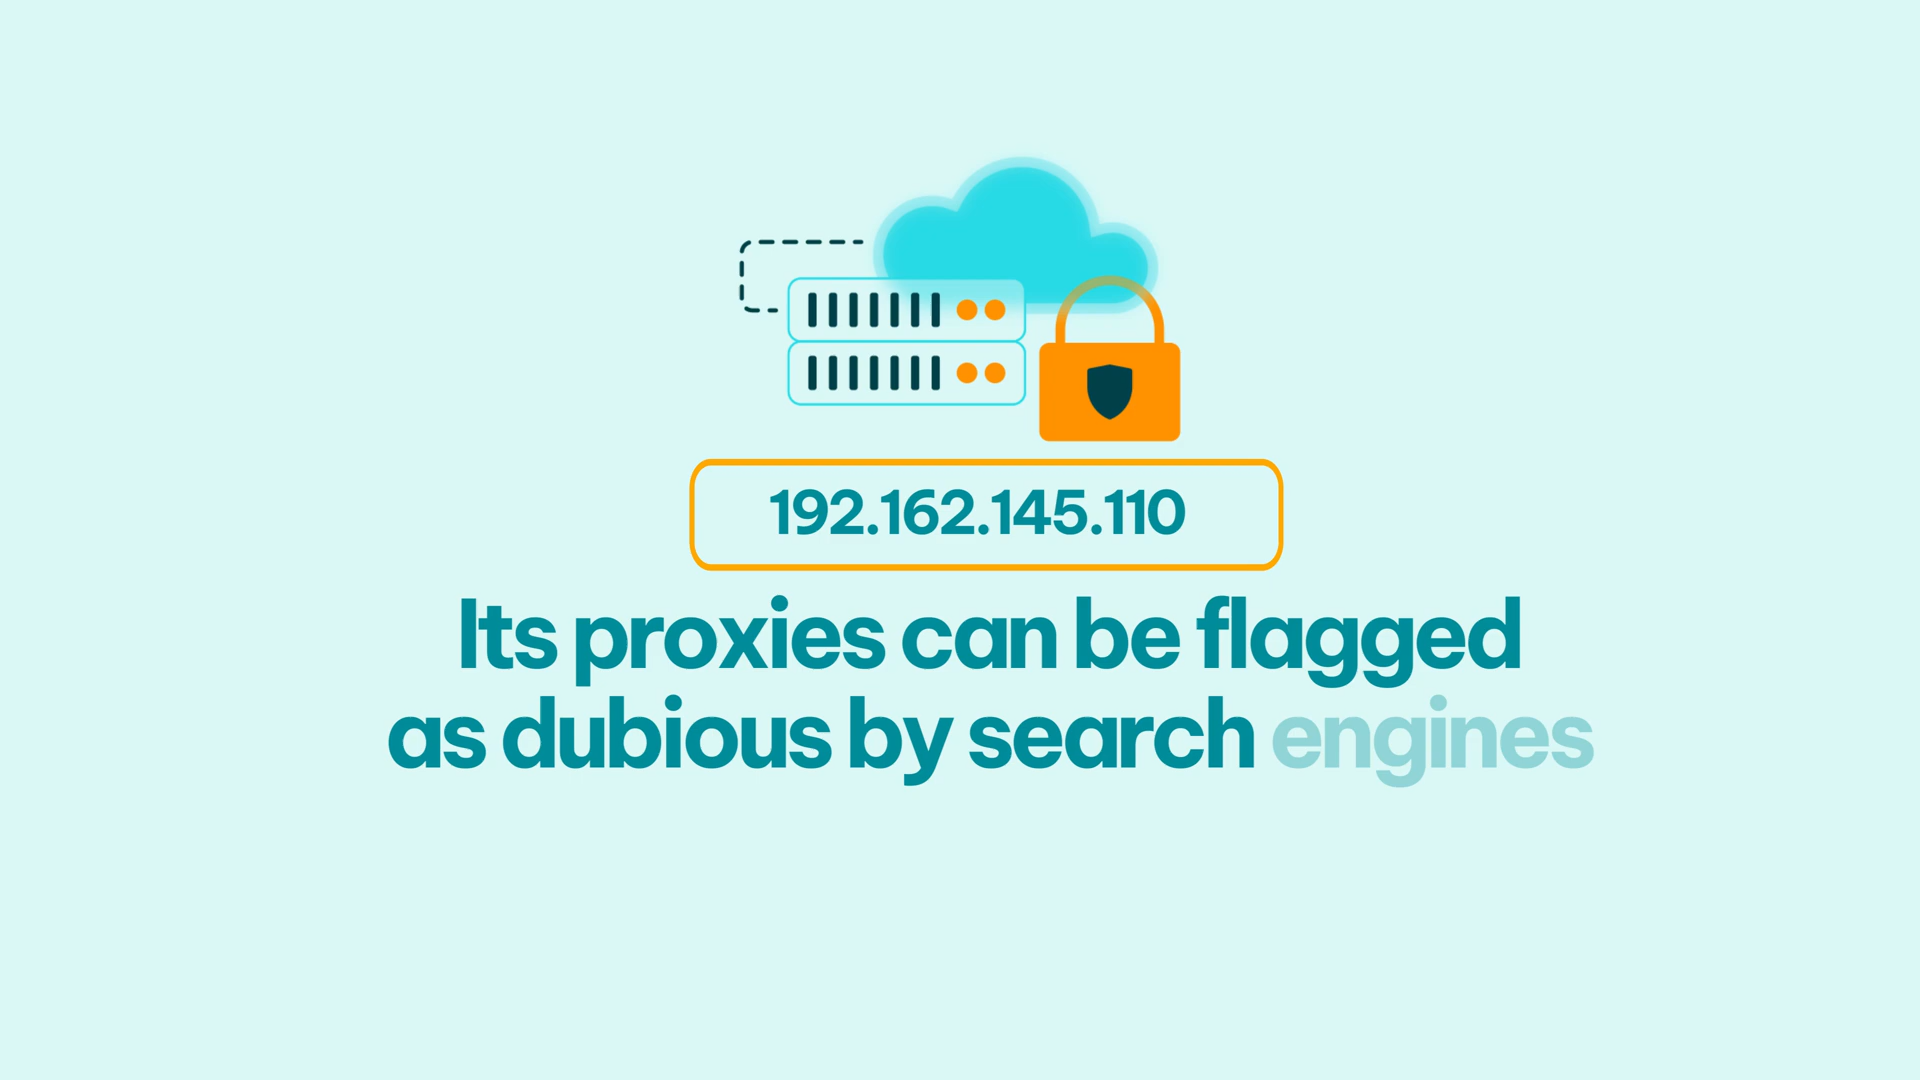 192.162.145.110
Its proxies can be flagged
as dubious by search engines